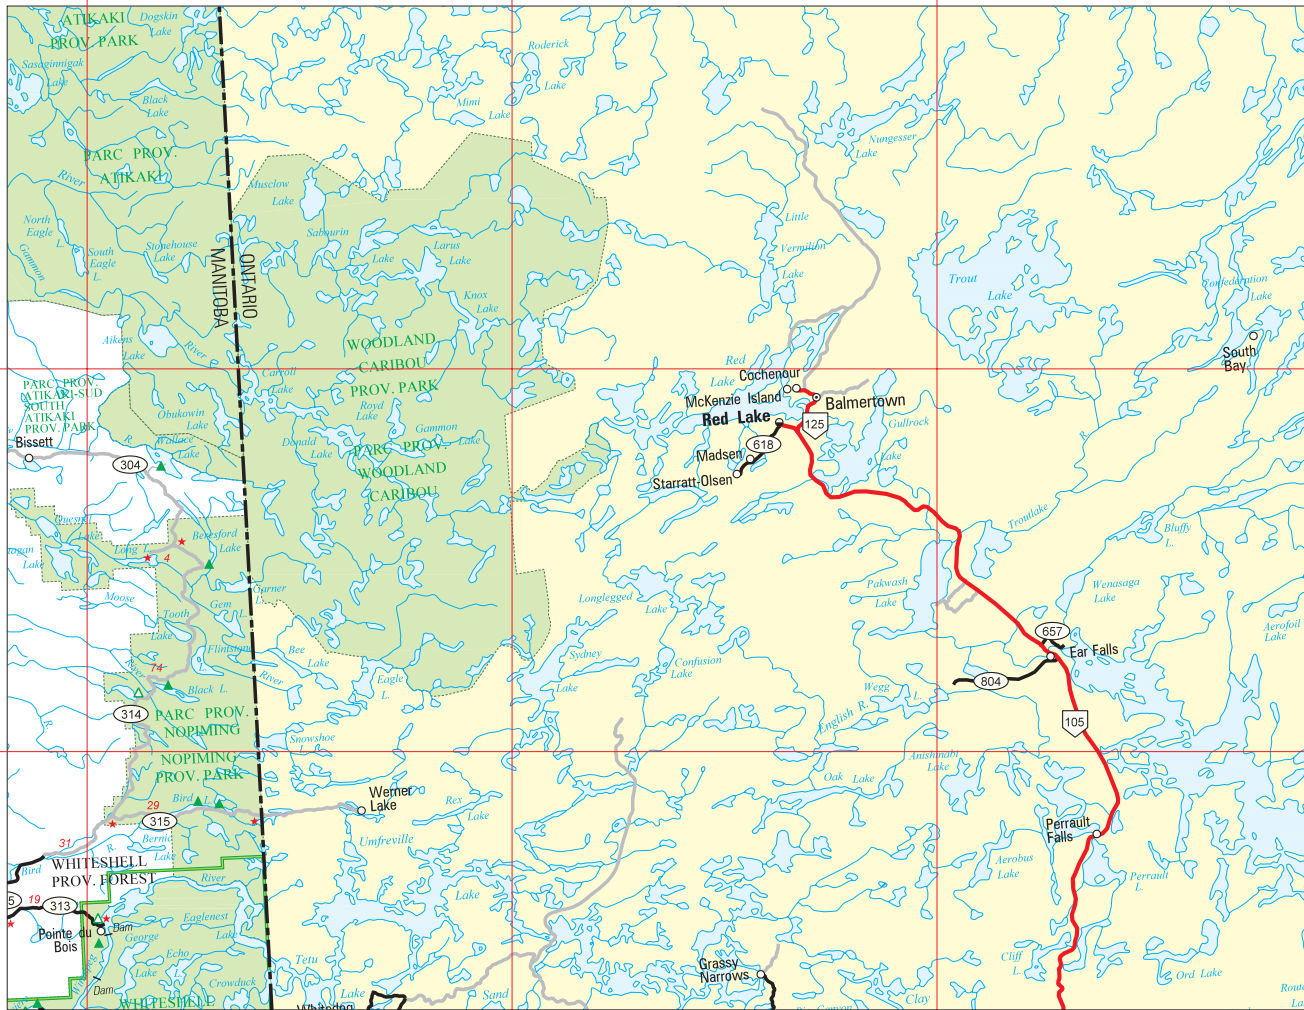 ATIKAKI
PROV. PARK
Dogskin
Lake
Sasaginnigak
Lake
Black
Lake
PARC PROV.
ATIKAKI
River
North
Eagle
L.
South
Eagle
L.
Gammon
Stonehouse
Lake
Roderick
Lake
Mimi
Lake
Nungesser
Lake
Musclow
Lake
Sabourin
Lake
Larus
Lake
Knox
Lake
Little
Vermilion
Lake
Trout
Lake
Confederation
Lake
South
Bay
MANITOBA
ONTARIO
Aikens
Lake
River
Carroll
Lake
WOODLAND
CARIBOU
PROV. PARK
Royd
Lake
Gammon
Lake
Donald
Lake
PARC PROV.
WOODLAND
CARIBOU
PARC PROV.
ATIKAKI-SUD
SOUTH
ATIKAKI
PROV. PARK
Obukowin
Lake
Wallace
Lake
R.
Bissett
304
Red
Lake
Cochenour
McKenzie Island
Balmertown
Red Lake
125
618
Madsen
Starratt-Olsen
Gullrock
Lake
R.
Troutlake
Bluffy
L.
Quesnel
Lake
Long L.
4
Beresford
Lake
Lake
Moose
Garner
L.
Gem
L.
Tooth
Lake
Flintstone
L.
River
74
Black L.
314
R.
River
Bee
Lake
Eagle
L.
Longlegged
Lake
Sydney
Lake
Confusion
Lake
Pakwash
Lake
Wenasaga
Lake
Aerofoil
Lake
657
Ear Falls
804
105
Wegg
L.
English R.
Anishinabi
Lake
Oak Lake
PARC PROV.
NOPIMING
NOPIMING
PROV. PARK
Snowshoe
L.
Bird L.
29
315
31
Bernic
Lake
R.
Bird
Werner
Lake
Rex
Lake
Umfreville
Lake
Perrault
Falls
Perrault
L.
Aerobus
Lake
WHITESHELL
PROV. FOREST
River
5
19
313
Pointe du
Bois
Dam
Eaglenest
Lake
George
Lake
Echo
Lake
Crowduck
Dam
WHITESHELL
Tetu
Lake
Whitedog
Sand
Grassy
Narrows
Clay
Cliff
L.
Ord Lake